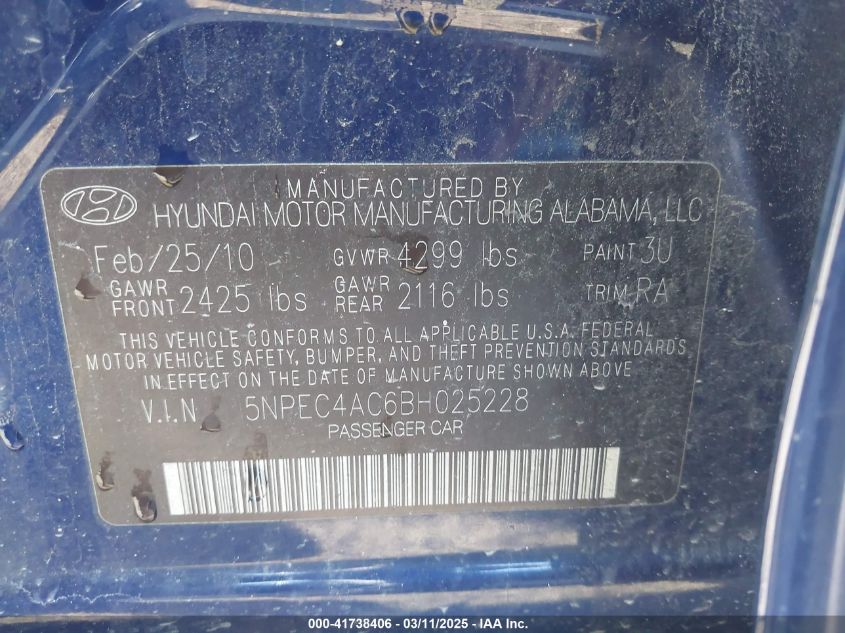 MANUFACTURED BY
HYUNDAI MOTOR MANUFACTURING ALABAMA, LLC
Feb/25/10 GVWR 4299 lbs PAINT 3U
GAWR FRONT 2425 lbs GAWR REAR 2116 lbs TRIM RA
THIS VEHICLE CONFORMS TO ALL APPLICABLE U.S.A. FEDERAL
MOTOR VEHICLE SAFETY, BUMPER, AND THEFT PREVENTION STANDARDS
IN EFFECT ON THE DATE OF MANUFACTURE SHOWN ABOVE
V.I.N. 5NPEC4AC6BH025228
PASSENGER CAR
000-41738406 - 03/11/2025 - IAA Inc.